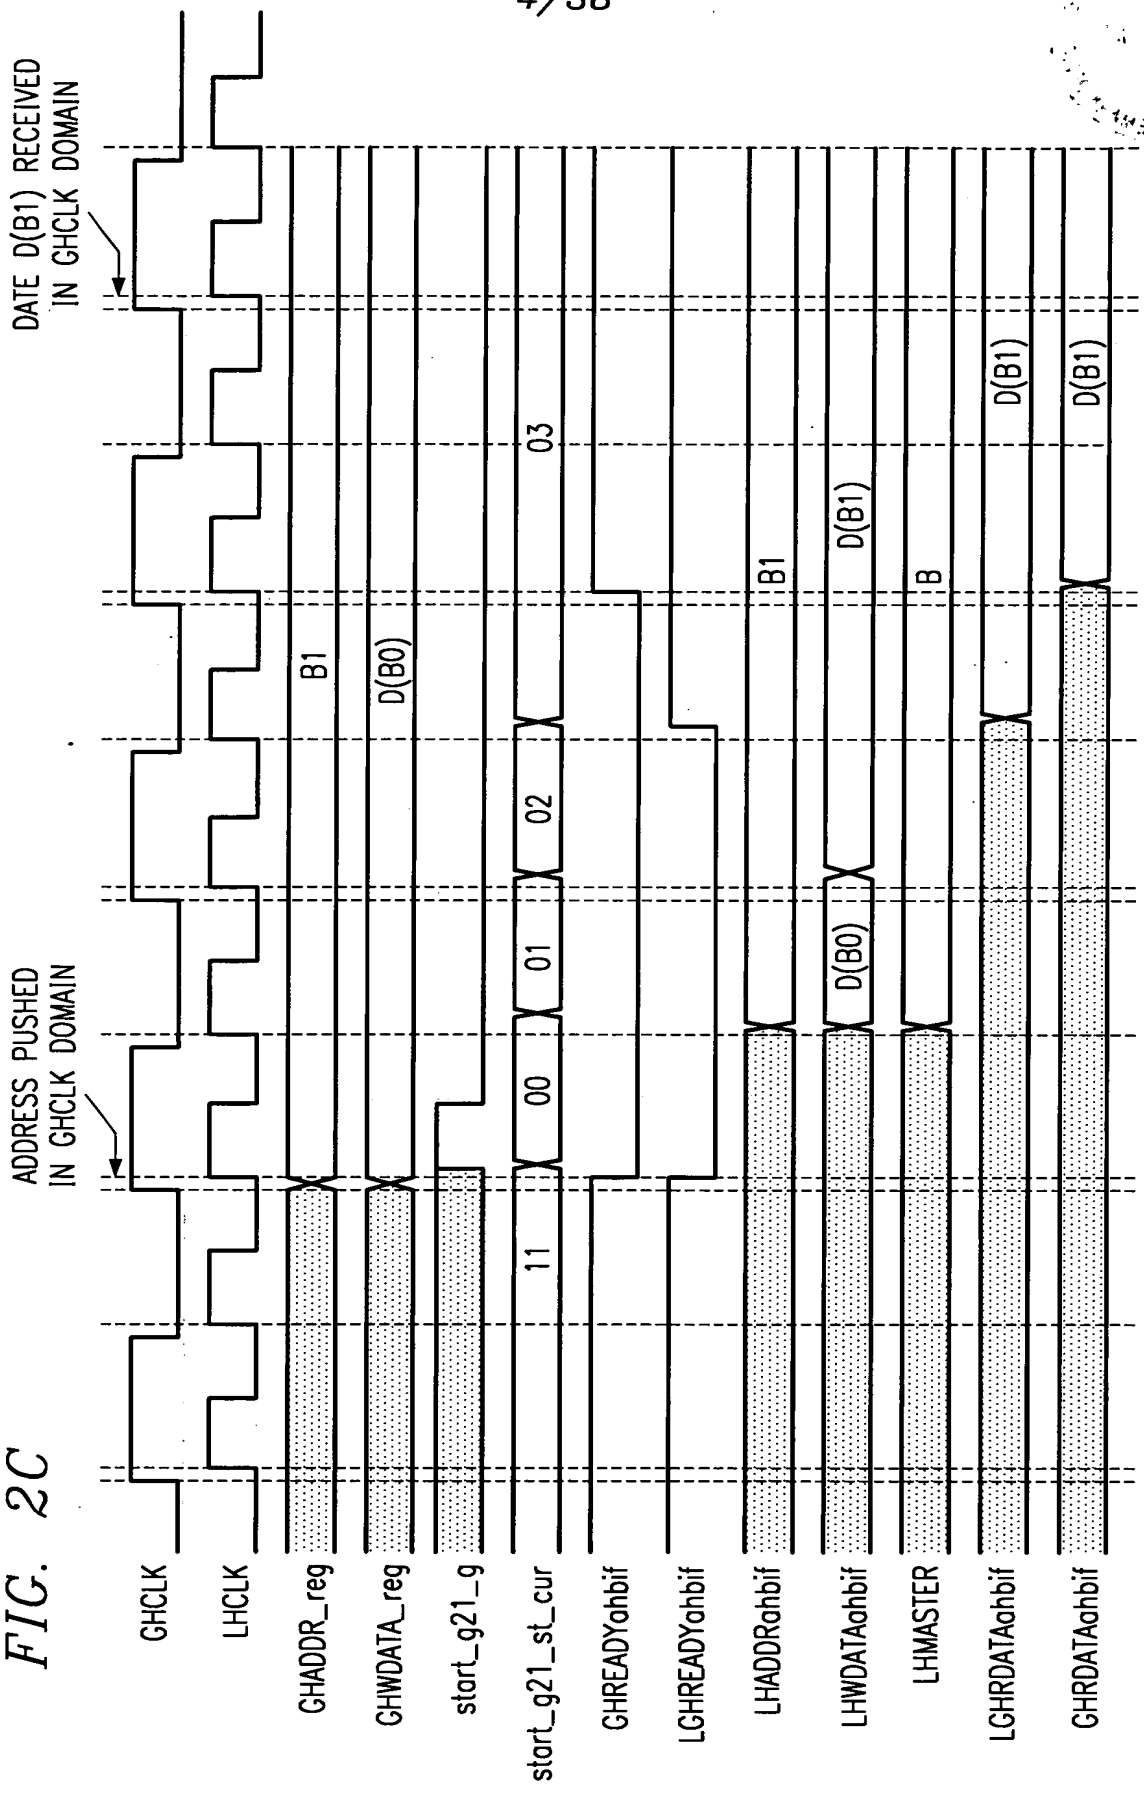 4/38
FIG. 2C
ADDRESS PUSHED
IN GHCLK DOMAIN
DATE D(B1) RECEIVED
IN GHCLK DOMAIN
GHCLK
LHCLK
GHADDR_reg B1
GHWDATA_reg D(B0)
start_g21_g
start_g21_st_cur 11 00 01 02 03
GHREADYahbif
LGHREADYahbif
LHADDRahbif B1
LHWDATAahbif D(B0) D(B1)
LHMASTER B
LGHRDATAahbif D(B1)
GHRDATAahbif D(B1)